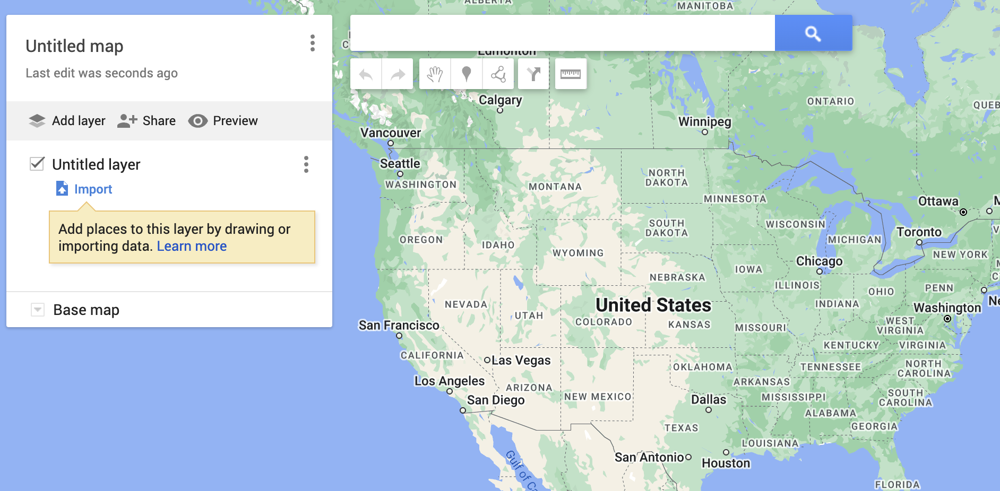 Untitled map
Last edit was seconds ago
Add layer
Share
Preview
Untitled layer
Import
Add places to this layer by drawing or
importing data. Learn more
Base map
ALBERTA
MANITOBA
Edmonton
Calgary
ONTARIO
QUEB
Winnipeg
Vancouver
Seattle
WASHINGTON
MONTANA
NORTH
DAKOTA
MINNESOTA
Ottawa
M
SOUTH
DAKOTA
WISCONSIN
MICHIGAN
Toronto
V
OREGON
IDAHO
WYOMING
NEW YORK
Chicago
M
IOWA
NEBRASKA
C
ILLINOIS
OHIO
PENN
NEVADA
UTAH
United States
INDIANA
Washington
Ne
COLORADO
KANSAS
MISSOURI
WEST
VIRGINIA
San Francisco
KENTUCKY
VIRGINIA
CALIFORNIA
Las Vegas
OKLAHOMA
TENNESSEE
NORTH
CAROLINA
Los Angeles
ARIZONA
NEW MEXICO
ARKANSAS
San Diego
Dallas
MISSISSIPPI
SOUTH
CAROLINA
ALABAMA
TEXAS
GEORGIA
LOUISIANA
San Antonio
Houston
Gulf of Ca
FLORIDA